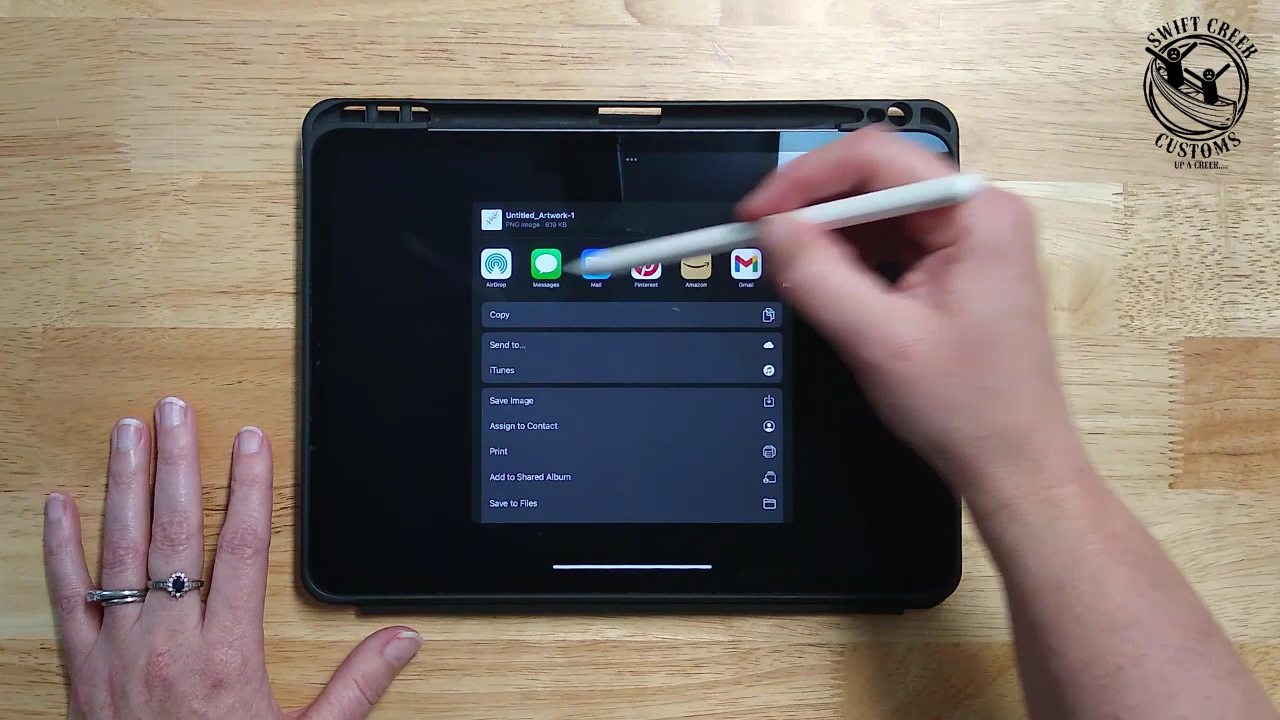 SWIFT CREEK
CUSTOMS
UP A CREEK....
Untitled_Artwork-1
PNG Image · 619 KB
AirDrop
Messages
Mail
Pinterest
Amazon
Gmail
Copy
Send to...
iTunes
Save Image
Assign to Contact
Print
Add to Shared Album
Save to Files